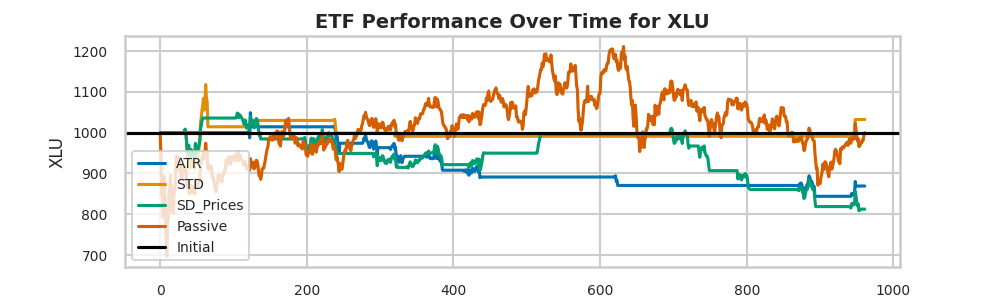 ETF Performance Over Time for XLU
XLU
1200
1100
1000
900
800
700
ATR
STD
SD_Prices
Passive
Initial
0 200 400 600 800 1000